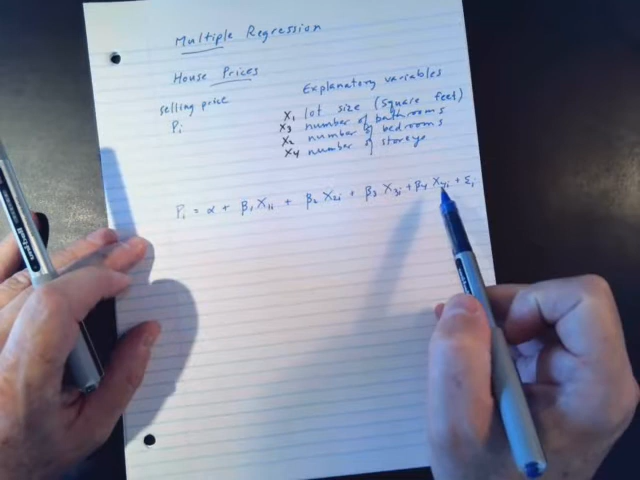 Multiple Regression
House Prices
Explanatory variables
selling price
Pi
X1 lot size (square feet)
X3 number of bathrooms
X2 number of bedrooms
X4 number of storeys
Pi = α + β1 X1i + β2 X2i + β3 X3i + β4 X4i + Σi